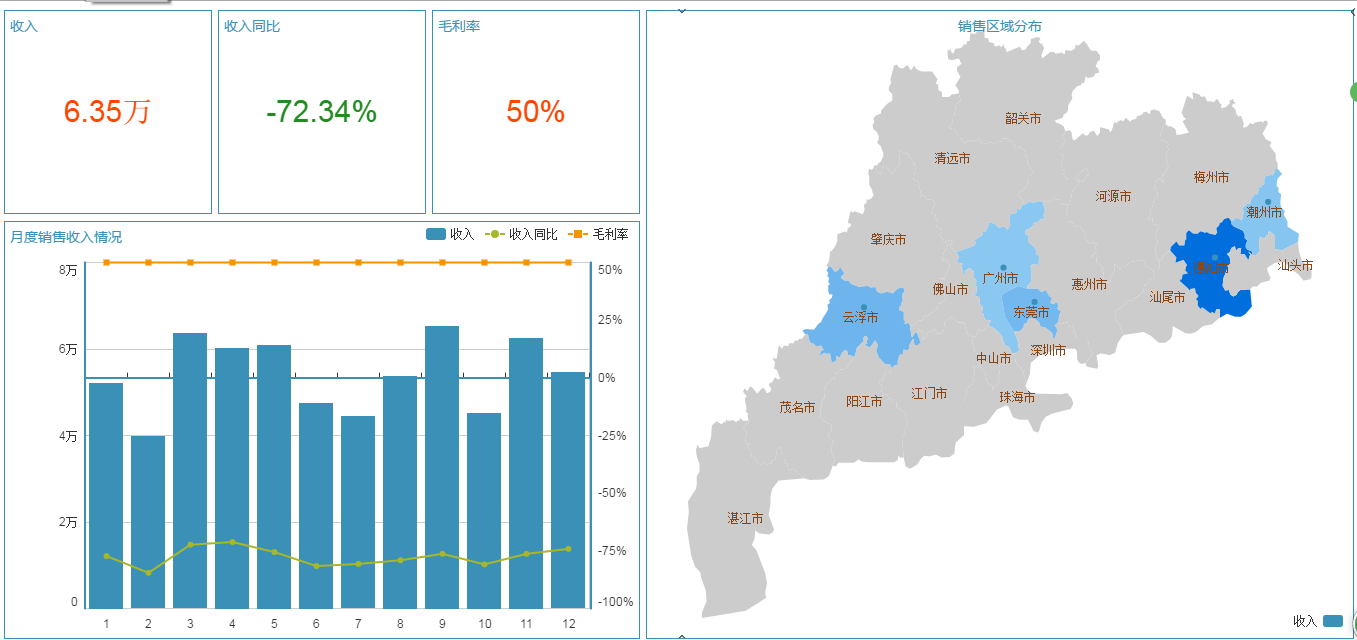 收入
6.35万
收入同比
-72.34%
毛利率
50%
月度销售收入情况
收入 收入同比 毛利率
8万
6万
4万
2万
0
50%
25%
0%
-25%
-50%
-75%
-100%
1 2 3 4 5 6 7 8 9 10 11 12
销售区域分布
韶关市
清远市
梅州市
河源市
潮州市
肇庆市
汕头市
广州市
惠州市
佛山市
汕尾市
东莞市
云浮市
深圳市
中山市
江门市
珠海市
阳江市
茂名市
湛江市
收入